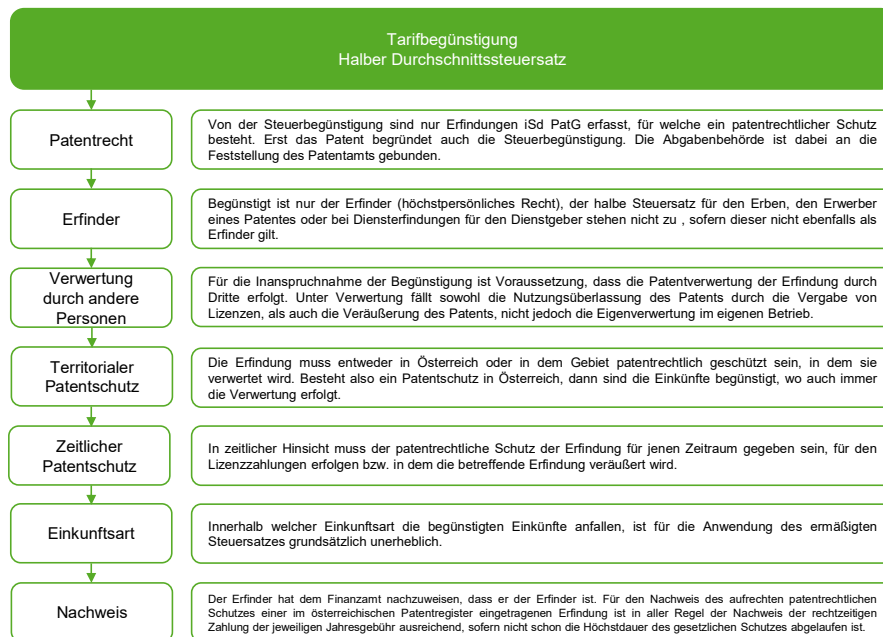 Tarifbegünstigung
Halber Durchschnittssteuersatz
Patentrecht
Von der Steuerbegünstigung sind nur Erfindungen iSd PatG erfasst, für welche ein patentrechtlicher Schutz
besteht. Erst das Patent begründet auch die Steuerbegünstigung. Die Abgabenbehörde ist dabei an die
Feststellung des Patentamts gebunden.
Erfinder
Begünstigt ist nur der Erfinder (höchstpersönliches Recht), der halbe Steuersatz für den Erben, den Erwerber
eines Patentes oder bei Diensterfindungen für den Dienstgeber stehen nicht zu , sofern dieser nicht ebenfalls als
Erfinder gilt.
Verwertung
durch andere
Personen
Für die Inanspruchnahme der Begünstigung ist Voraussetzung, dass die Patentverwertung der Erfindung durch
Dritte erfolgt. Unter Verwertung fällt sowohl die Nutzungsüberlassung des Patents durch die Vergabe von
Lizenzen, als auch die Veräußerung des Patents, nicht jedoch die Eigenverwertung im eigenen Betrieb.
Territorialer
Patentschutz
Die Erfindung muss entweder in Österreich oder in dem Gebiet patentrechtlich geschützt sein, in dem sie
verwertet wird. Besteht also ein Patentschutz in Österreich, dann sind die Einkünfte begünstigt, wo auch immer
die Verwertung erfolgt.
Zeitlicher
Patentschutz
In zeitlicher Hinsicht muss der patentrechtliche Schutz der Erfindung für jenen Zeitraum gegeben sein, für den
Lizenzzahlungen erfolgen bzw. in dem die betreffende Erfindung veräußert wird.
Einkunftsart
Innerhalb welcher Einkunftsart die begünstigten Einkünfte anfallen, ist für die Anwendung des ermäßigten
Steuersatzes grundsätzlich unerheblich.
Nachweis
Der Erfinder hat dem Finanzamt nachzuweisen, dass er der Erfinder ist. Für den Nachweis des aufrechten patentrechtlichen
Schutzes einer im österreichischen Patentregister eingetragenen Erfindung ist in aller Regel der Nachweis der rechtzeitigen
Zahlung der jeweiligen Jahresgebühr ausreichend, sofern nicht schon die Höchstdauer des gesetzlichen Schutzes abgelaufen ist.